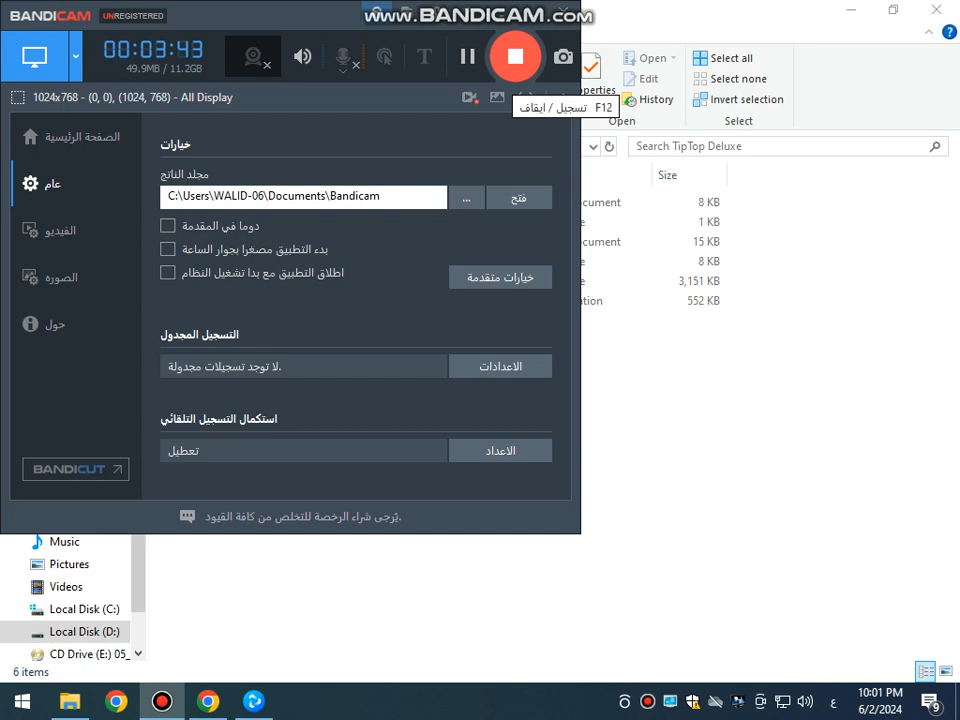 BANDICAM UNREGISTERED
www.BANDICAM.com
00:03:43
49.9MB / 11.2GB
1024x768 - (0, 0), (1024, 768) - All Display
تسجيل / ايقاف F12
الصفحة الرئيسية
عام
الفيديو
الصوره
حول
BANDICUT
خيارات
مجلد الناتج
C:\Users\WALID-06\Documents\Bandicam
...
فتح
دوما في المقدمة
بدء التطبيق مصغرا بجوار الساعة
اطلاق التطبيق مع بدا تشغيل النظام
خيارات متقدمة
التسجيل المجدول
لا توجد تسجيلات مجدولة.
الاعدادات
استكمال التسجيل التلقائي
تعطيل
الاعداد
يُرجى شراء الرخصة للتخلص من كافة القيود.
Open
Edit
History
Open
Select all
Select none
Invert selection
Select
Search TipTop Deluxe
Size
8 KB
1 KB
15 KB
8 KB
3,151 KB
552 KB
Music
Pictures
Videos
Local Disk (C:)
Local Disk (D:)
CD Drive (E:) 05_
6 items
ع
10:01 PM
6/2/2024
9